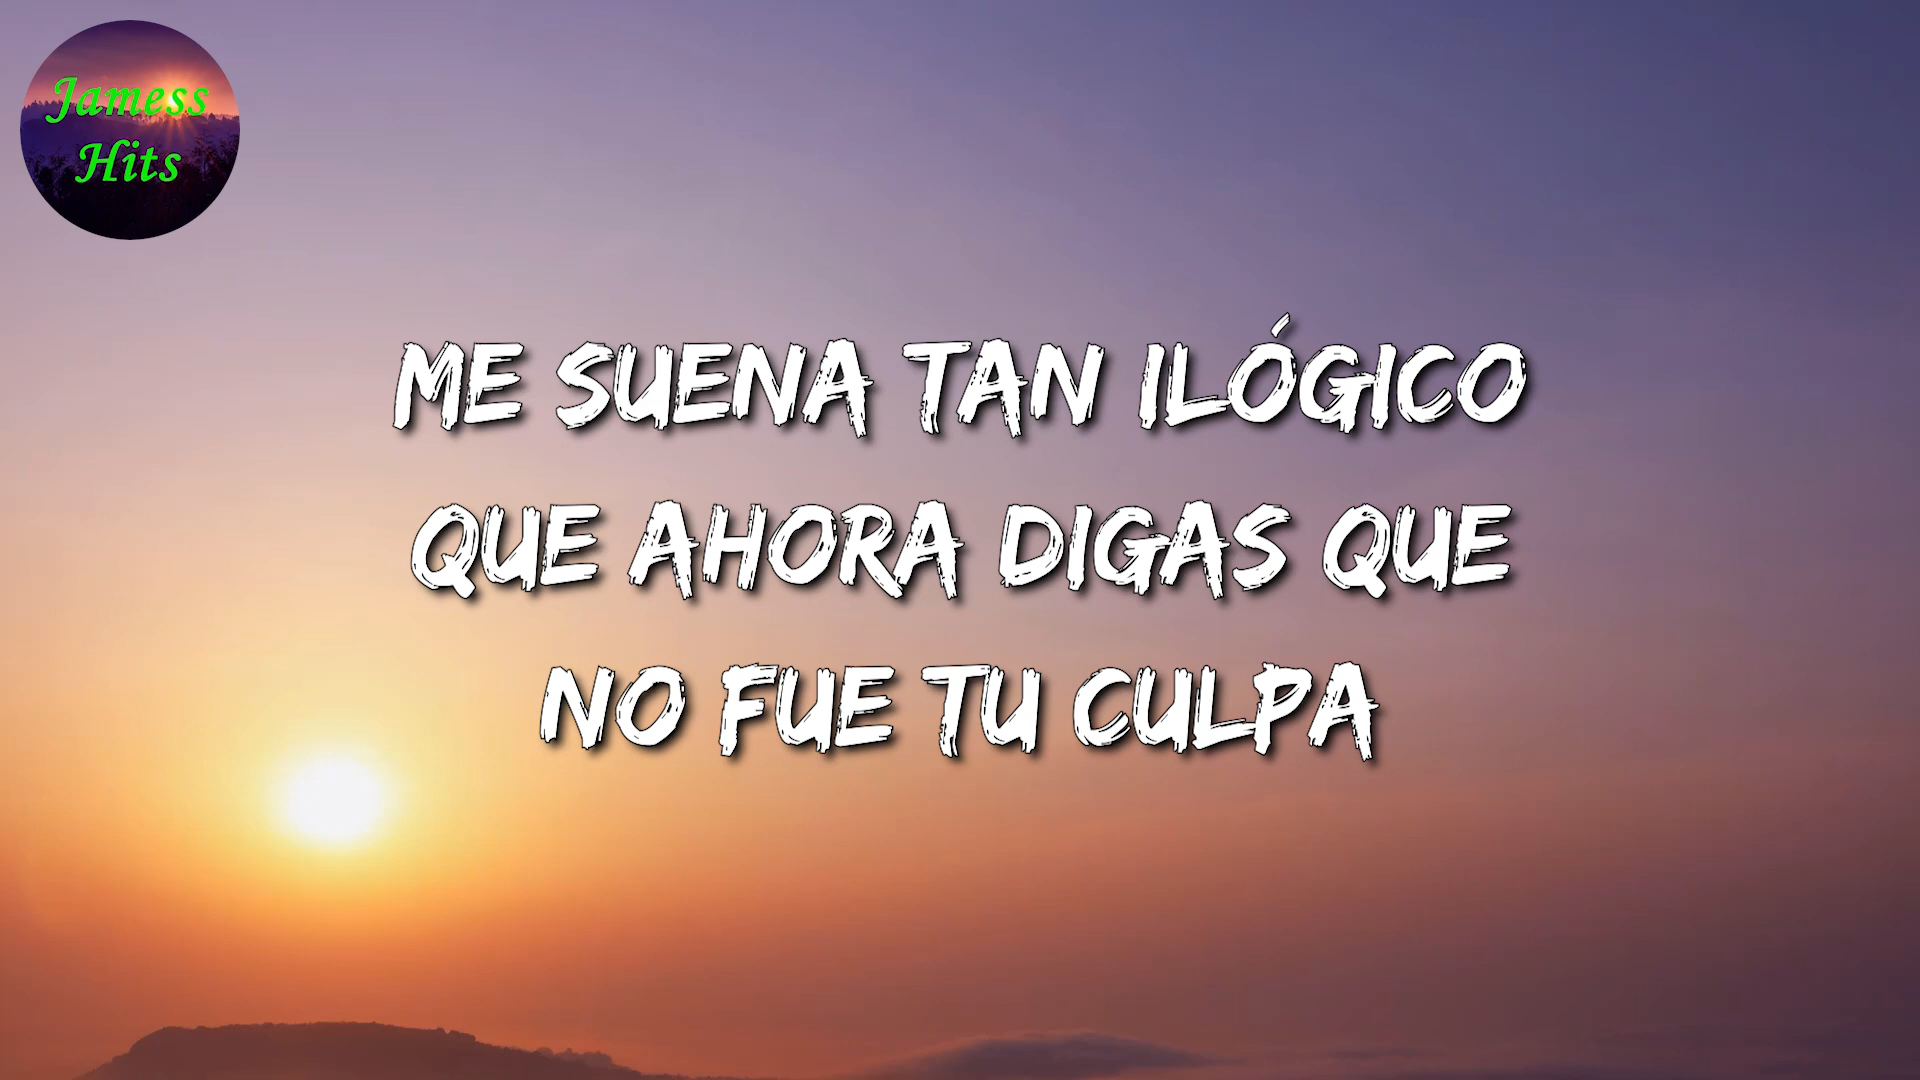 Jamess
Hits
ME SUENA TAN ILÓGICO
QUE AHORA DIGAS QUE
NO FUE TU CULPA